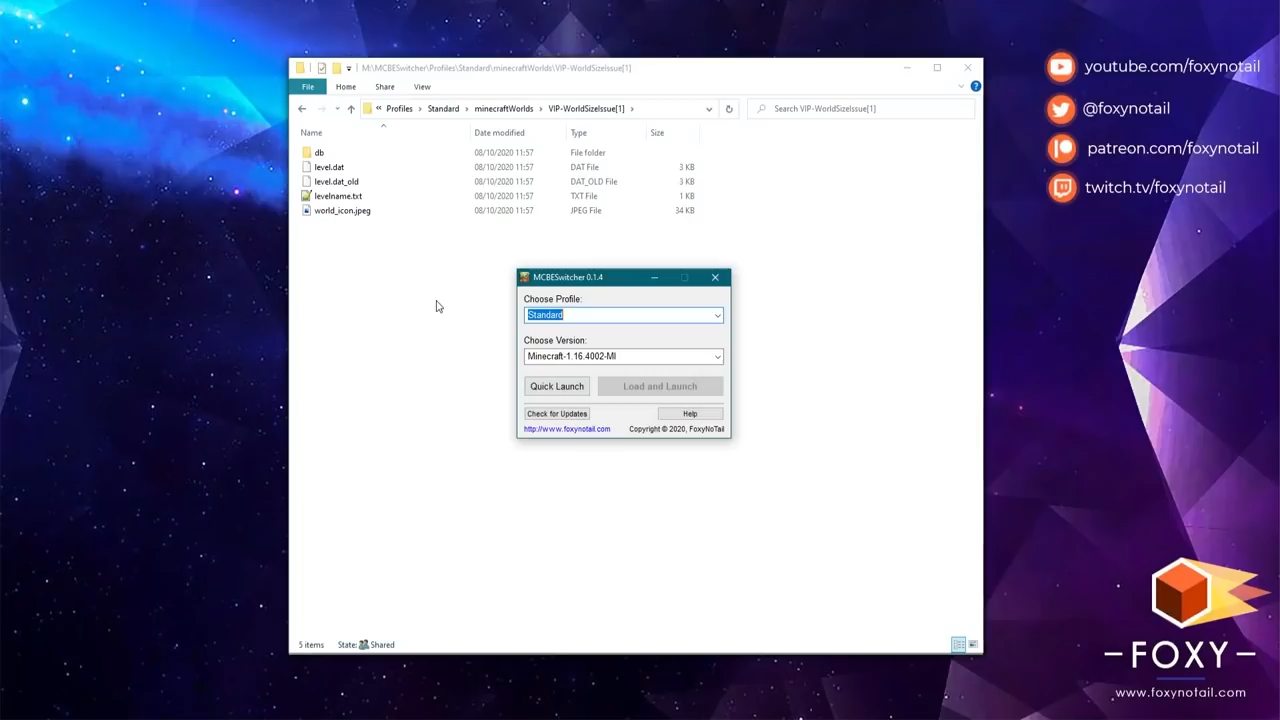 M:\MCBESwitcher\Profiles\Standard\minecraftWorlds\VIP-WorldSizeIssue[1]
File Home Share View
« Profiles › Standard › minecraftWorlds › VIP-WorldSizeIssue[1] ›
Search VIP-WorldSizeIssue[1]
Name Date modified Type Size
db 08/10/2020 11:57 File folder
level.dat 08/10/2020 11:57 DAT File 3 KB
level.dat_old 08/10/2020 11:57 DAT_OLD File 3 KB
levelname.txt 08/10/2020 11:57 TXT File 1 KB
world_icon.jpeg 08/10/2020 11:57 JPEG File 34 KB
MCBESwitcher 0.1.4
Choose Profile:
Standard
Choose Version:
Minecraft-1.16.4002-MI
Quick Launch Load and Launch
Check for Updates Help
http://www.foxynotail.com Copyright © 2020, FoxyNoTail
5 items State: Shared
youtube.com/foxynotail
@foxynotail
patreon.com/foxynotail
twitch.tv/foxynotail
FOXY
www.foxynotail.com